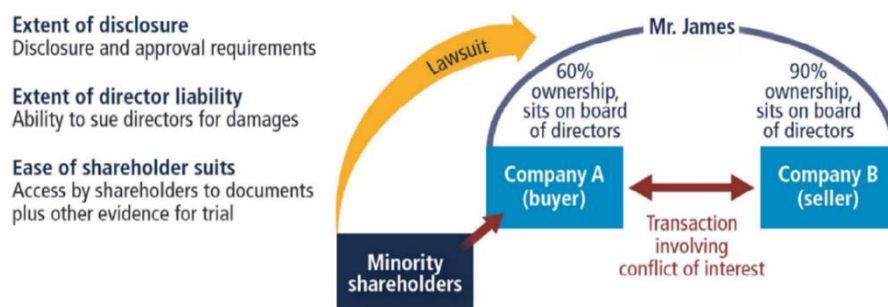 Extent of disclosure
Disclosure and approval requirements
Extent of director liability
Ability to sue directors for damages
Ease of shareholder suits
Access by shareholders to documents
plus other evidence for trial
Lawsuit
Mr. James
60%
ownership,
sits on board
of directors
90%
ownership,
sits on board
of directors
Company A
(buyer)
Company B
(seller)
Transaction
involving
conflict of interest
Minority
shareholders